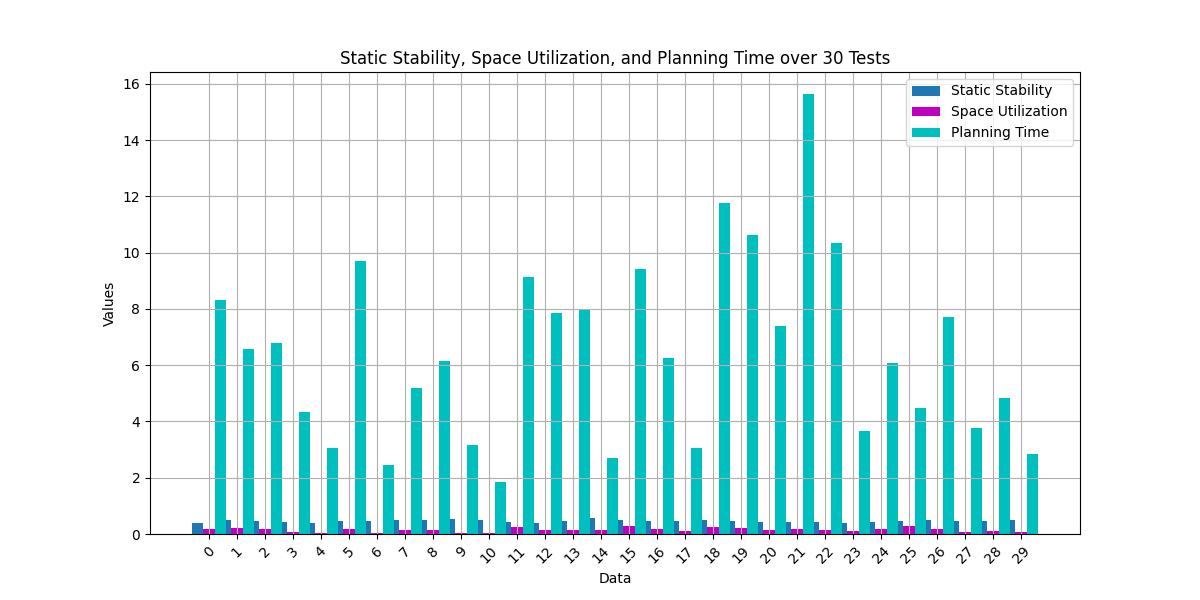 Static Stability, Space Utilization, and Planning Time over 30 Tests
Static Stability
Space Utilization
Planning Time
16
14
12
10
8
6
4
2
0
Values
0 1 2 3 4 5 6 7 8 9 10 11 12 13 14 15 16 17 18 19 20 21 22 23 24 25 26 27 28 29
Data